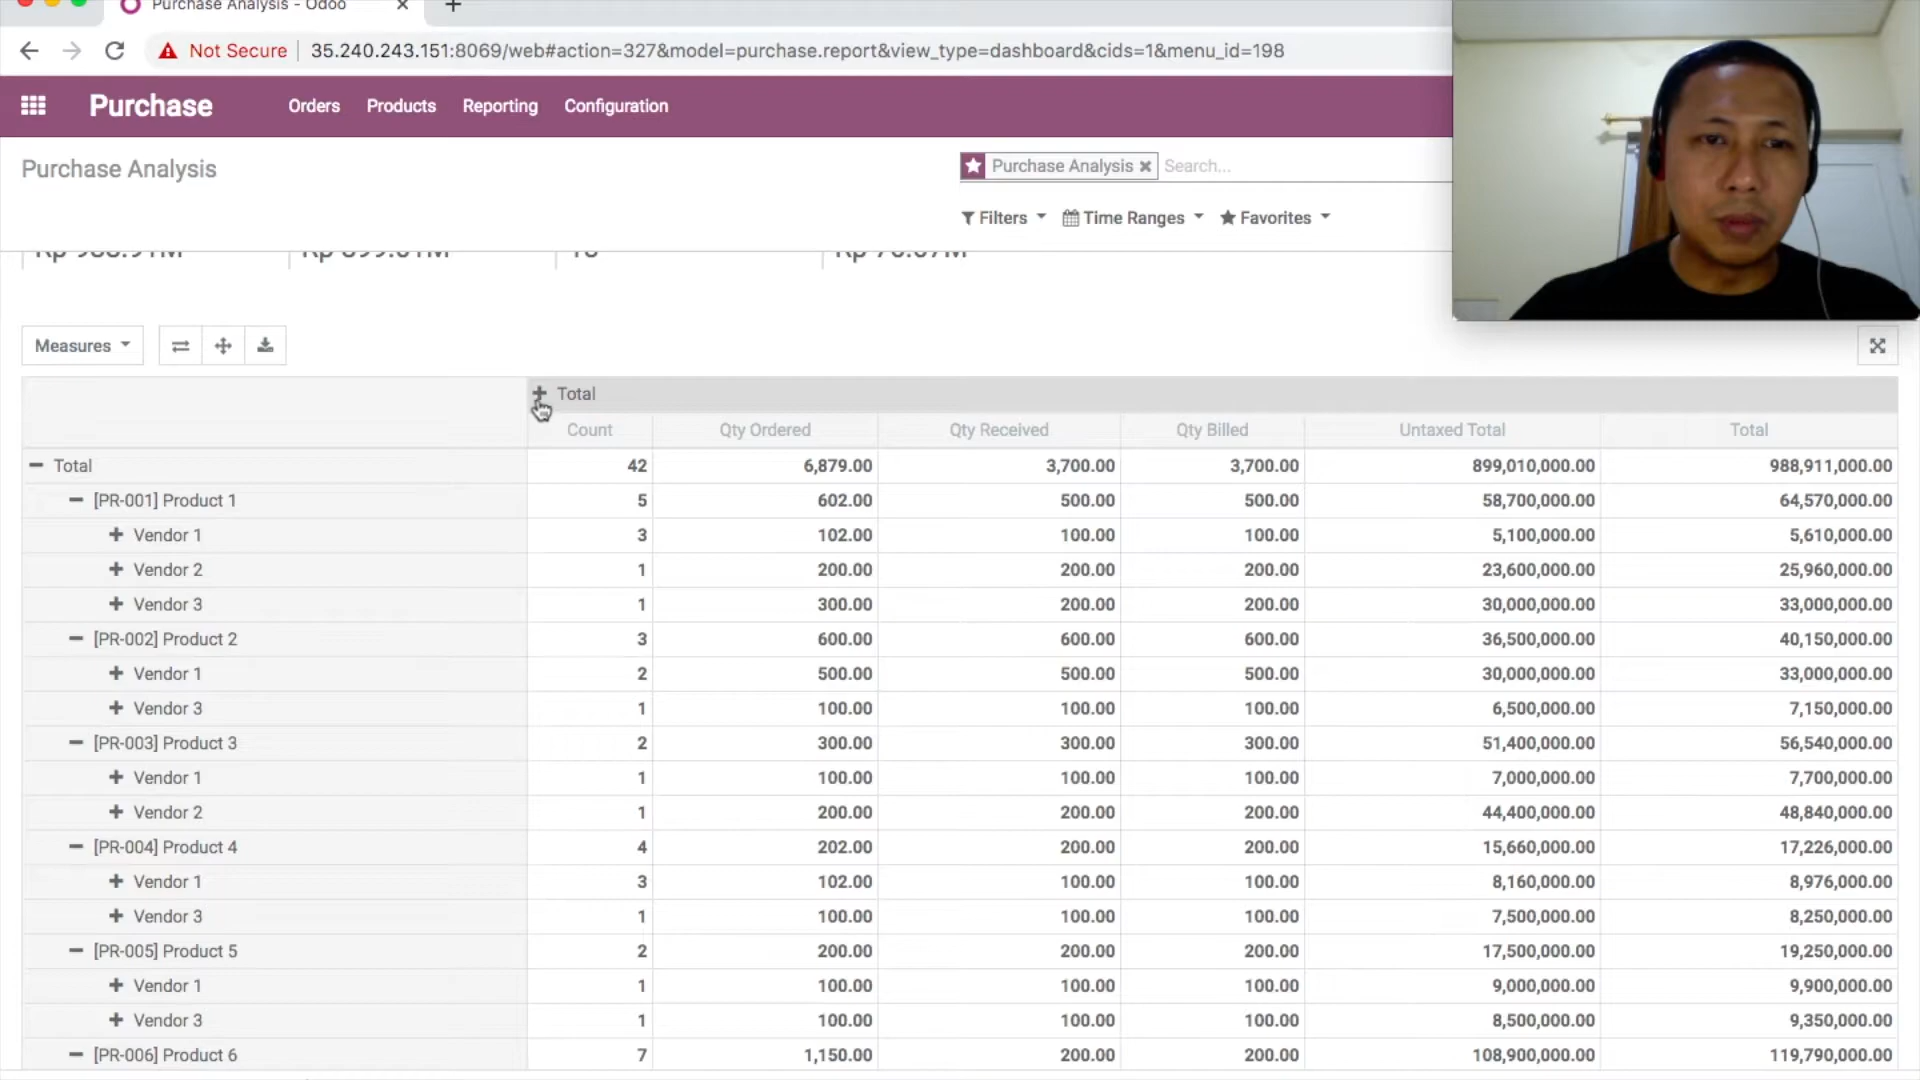 Purchase Analysis - Odoo
Not Secure 35.240.243.151:8069/web#action=327&model=purchase.report&view_type=dashboard&cids=1&menu_id=198
Purchase Orders Products Reporting Configuration
Purchase Analysis
Purchase Analysis Search...
Filters Time Ranges Favorites
Measures
Total
Count Qty Ordered Qty Received Qty Billed Untaxed Total Total
Total 42 6,879.00 3,700.00 3,700.00 899,010,000.00 988,911,000.00
[PR-001] Product 1 5 602.00 500.00 500.00 58,700,000.00 64,570,000.00
Vendor 1 3 102.00 100.00 100.00 5,100,000.00 5,610,000.00
Vendor 2 1 200.00 200.00 200.00 23,600,000.00 25,960,000.00
Vendor 3 1 300.00 200.00 200.00 30,000,000.00 33,000,000.00
[PR-002] Product 2 3 600.00 600.00 600.00 36,500,000.00 40,150,000.00
Vendor 1 2 500.00 500.00 500.00 30,000,000.00 33,000,000.00
Vendor 3 1 100.00 100.00 100.00 6,500,000.00 7,150,000.00
[PR-003] Product 3 2 300.00 300.00 300.00 51,400,000.00 56,540,000.00
Vendor 1 1 100.00 100.00 100.00 7,000,000.00 7,700,000.00
Vendor 2 1 200.00 200.00 200.00 44,400,000.00 48,840,000.00
[PR-004] Product 4 4 202.00 200.00 200.00 15,660,000.00 17,226,000.00
Vendor 1 3 102.00 100.00 100.00 8,160,000.00 8,976,000.00
Vendor 3 1 100.00 100.00 100.00 7,500,000.00 8,250,000.00
[PR-005] Product 5 2 200.00 200.00 200.00 17,500,000.00 19,250,000.00
Vendor 1 1 100.00 100.00 100.00 9,000,000.00 9,900,000.00
Vendor 3 1 100.00 100.00 100.00 8,500,000.00 9,350,000.00
[PR-006] Product 6 7 1,150.00 200.00 200.00 108,900,000.00 119,790,000.00